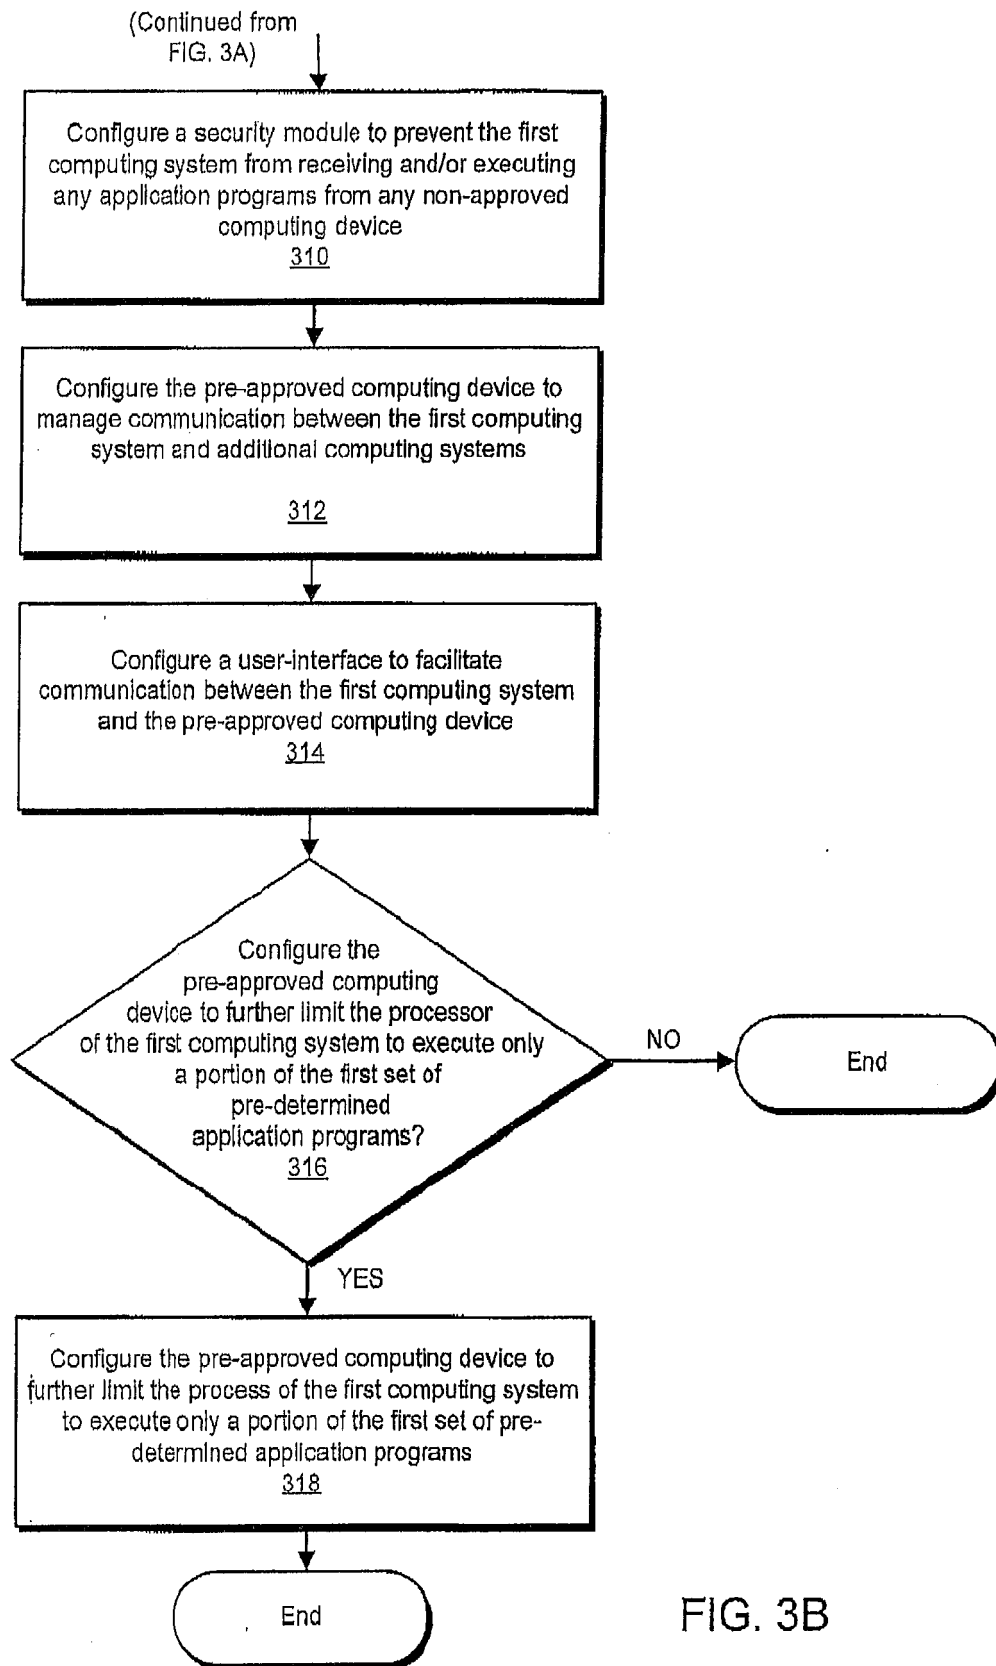 (Continued from
FIG. 3A)
Configure a security module to prevent the first
computing system from receiving and/or executing
any application programs from any non-approved
computing device
310
Configure the pre-approved computing device to
manage communication between the first computing
system and additional computing systems
312
Configure a user-interface to facilitate
communication between the first computing system
and the pre-approved computing device
314
Configure the
pre-approved computing
device to further limit the processor
of the first computing system to execute only
a portion of the first set of
pre-determined
application programs?
316
NO
End
YES
Configure the pre-approved computing device to
further limit the process of the first computing system
to execute only a portion of the first set of pre-
determined application programs
318
End
FIG. 3B